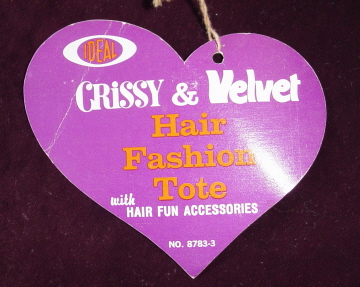 IDEAL
CRISSY & Velvet
Hair
Fashion
Tote
with HAIR FUN ACCESSORIES
NO. 8783-3